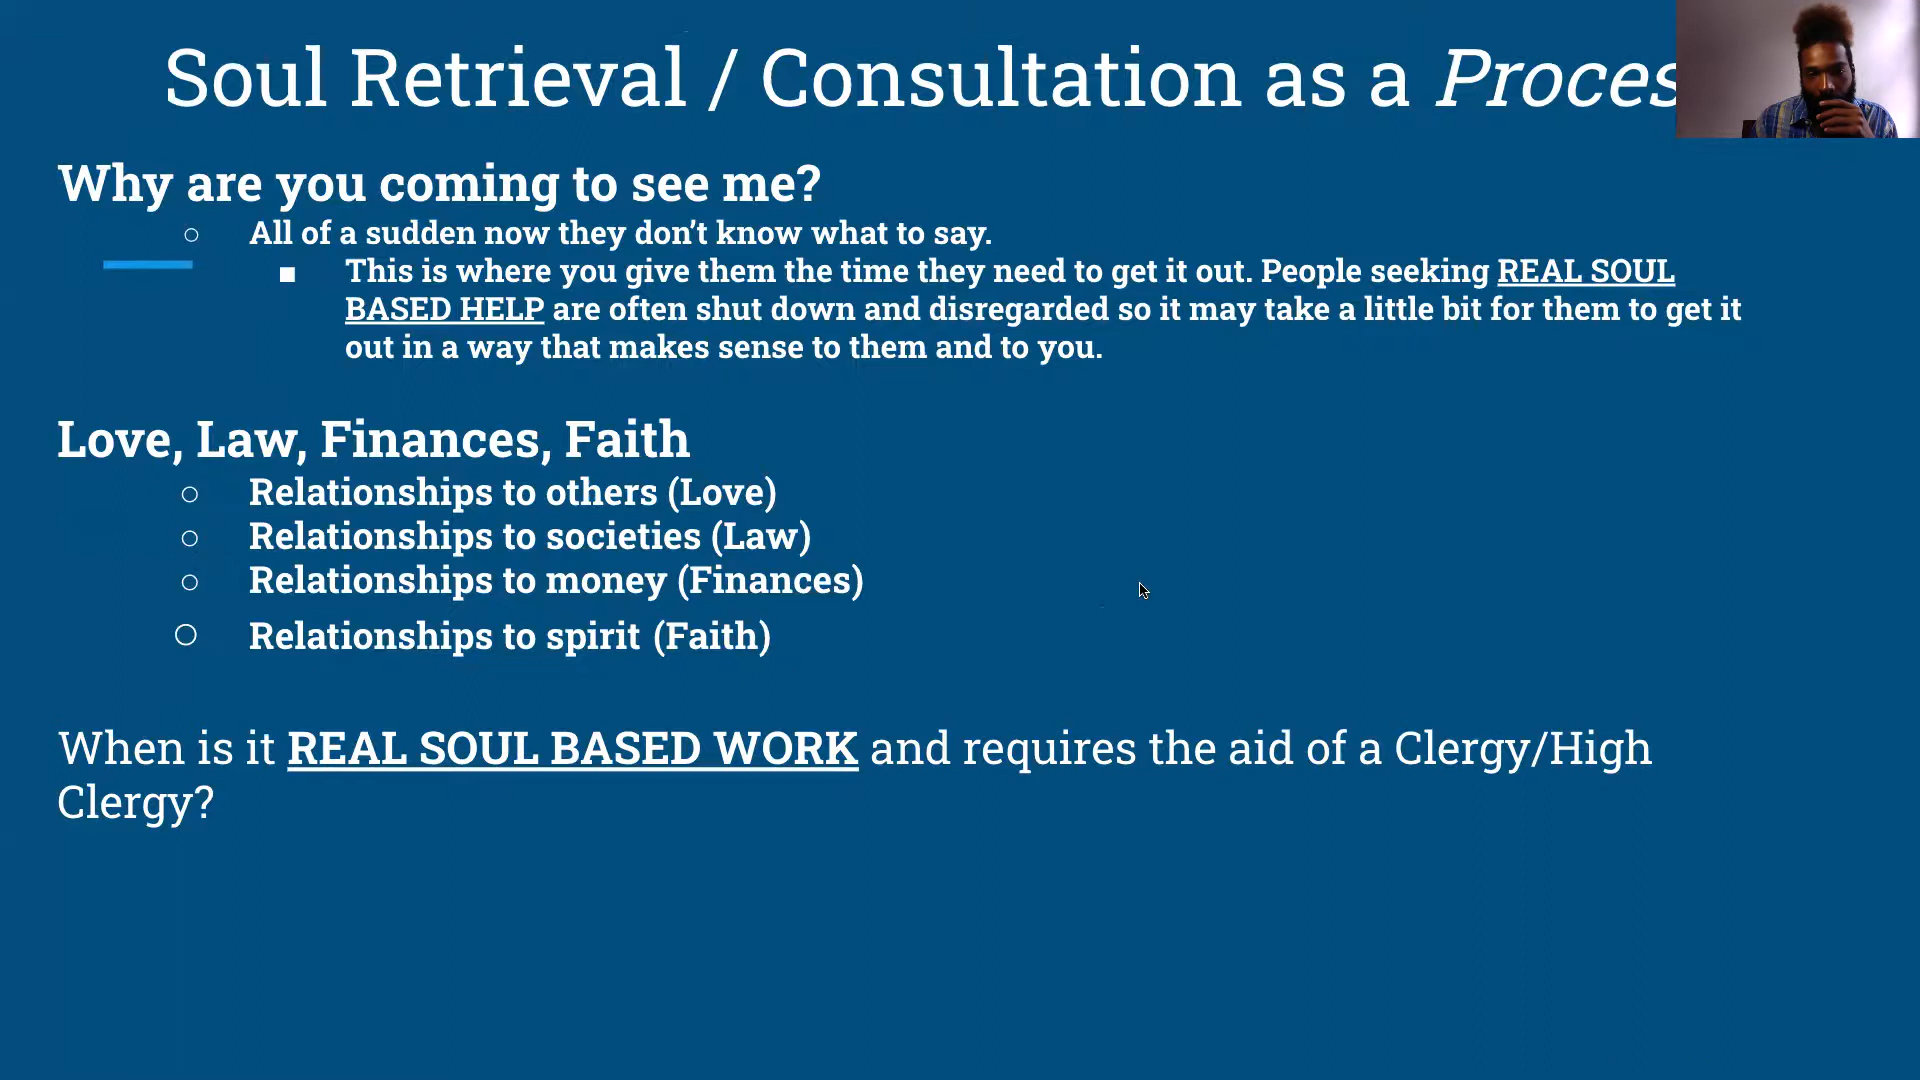 Soul Retrieval / Consultation as a Proces
Why are you coming to see me?
○ All of a sudden now they don’t know what to say.
■ This is where you give them the time they need to get it out. People seeking REAL SOUL
BASED HELP are often shut down and disregarded so it may take a little bit for them to get it
out in a way that makes sense to them and to you.
Love, Law, Finances, Faith
○ Relationships to others (Love)
○ Relationships to societies (Law)
○ Relationships to money (Finances)
○ Relationships to spirit (Faith)
When is it REAL SOUL BASED WORK and requires the aid of a Clergy/High
Clergy?